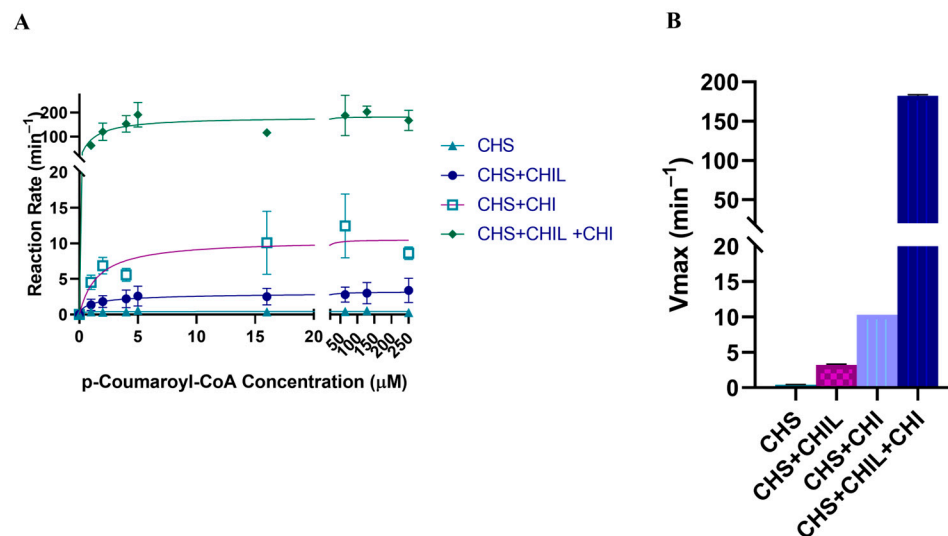 A
B
Reaction Rate (min⁻¹)
200
100
20
15
10
5
0
0
5
10
15
20
50
100
150
200
250
p-Coumaroyl-CoA Concentration (μM)
CHS
CHS+CHIL
CHS+CHI
CHS+CHIL +CHI
Vmax (min⁻¹)
200
150
100
50
20
15
10
5
0
CHS
CHS+CHIL
CHS+CHI
CHS+CHIL+CHI